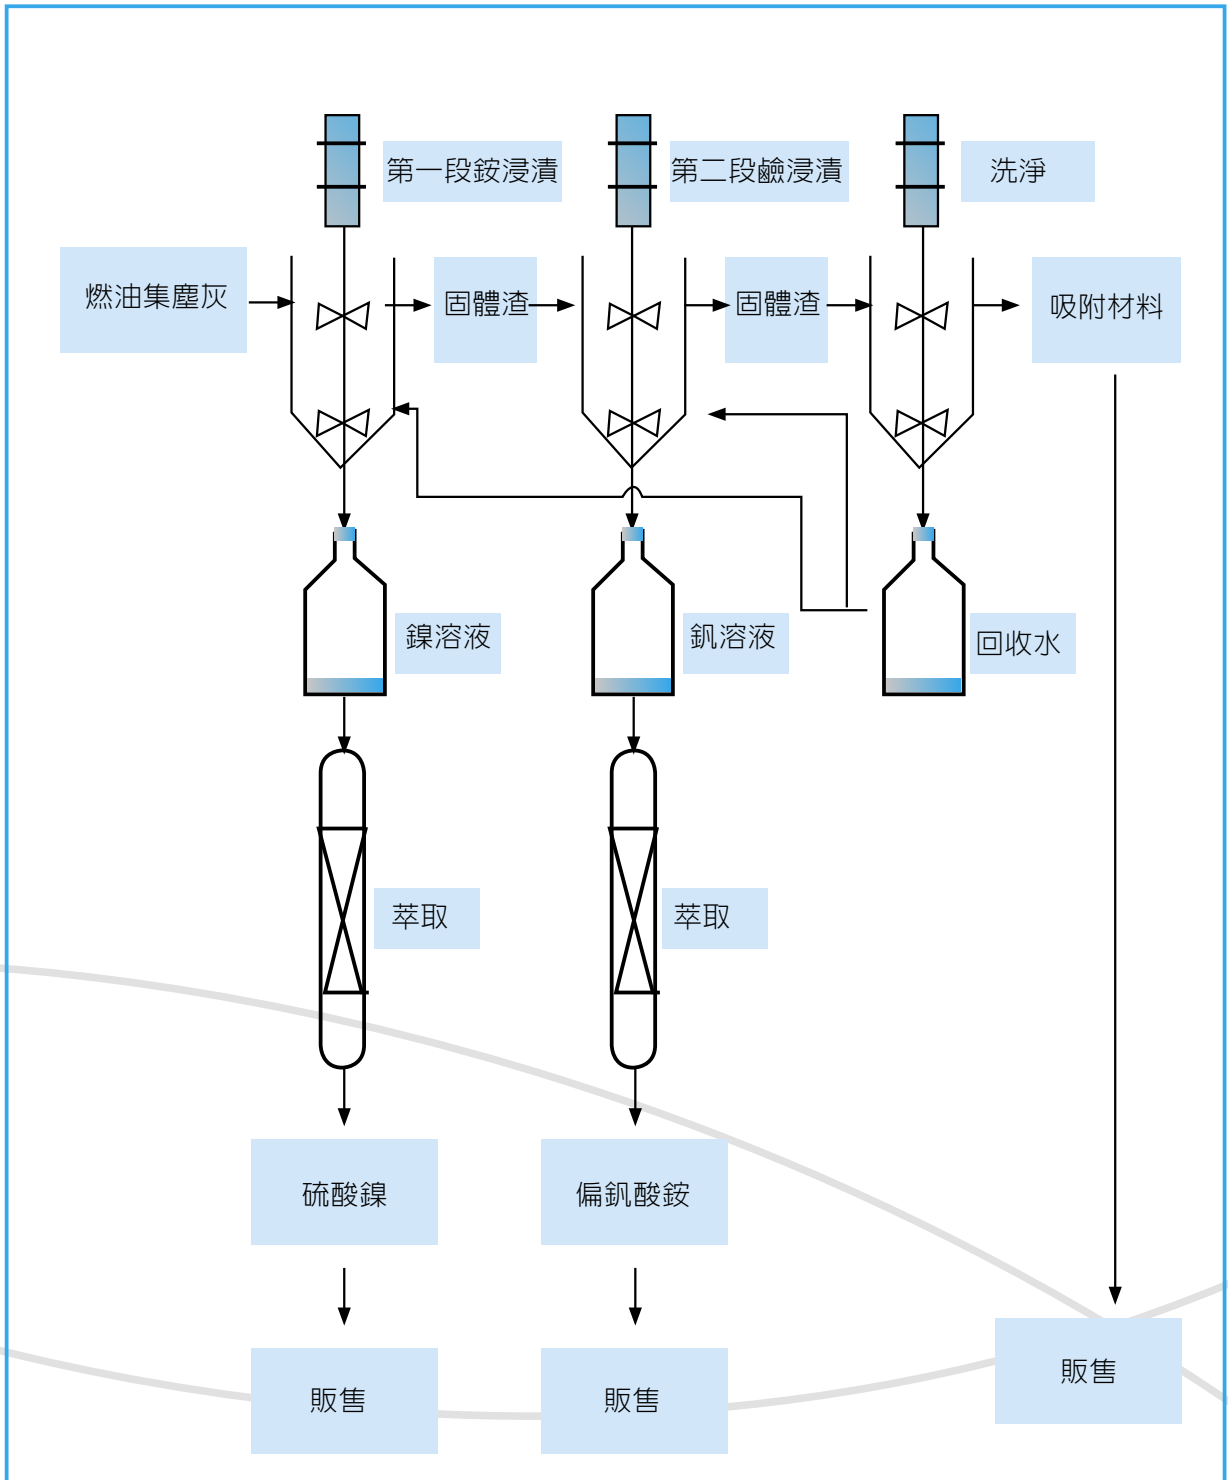 第一段銨浸漬
第二段鹼浸漬
洗淨
燃油集塵灰
固體渣
固體渣
吸附材料
鎳溶液
釩溶液
回收水
萃取
萃取
硫酸鎳
偏釩酸銨
販售
販售
販售